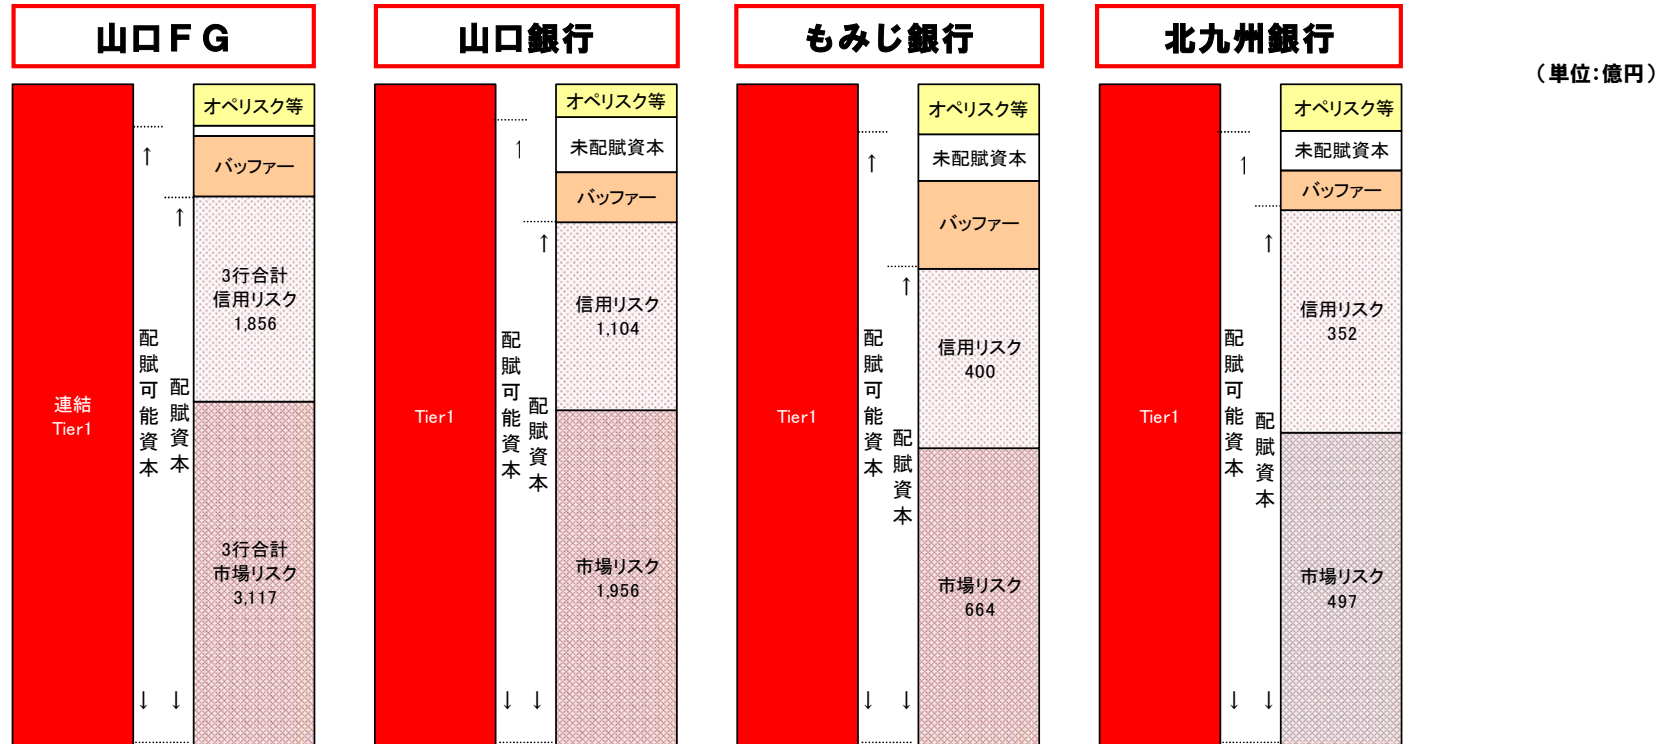 山口ＦＧ
山口銀行
もみじ銀行
北九州銀行
（単位:億円）
オペリスク等
バッファー
3行合計
信用リスク
1,856
3行合計
市場リスク
3,117
連結
Tier1
↑
↑
配賦可能資本
配賦資本
↓ ↓
オペリスク等
未配賦資本
バッファー
信用リスク
1,104
市場リスク
1,956
Tier1
↑
↑
配賦可能資本
配賦資本
↓ ↓
オペリスク等
未配賦資本
バッファー
信用リスク
400
市場リスク
664
Tier1
↑
↑
配賦可能資本
配賦資本
↓ ↓
オペリスク等
未配賦資本
バッファー
信用リスク
352
市場リスク
497
Tier1
↑
↑
配賦可能資本
配賦資本
↓ ↓